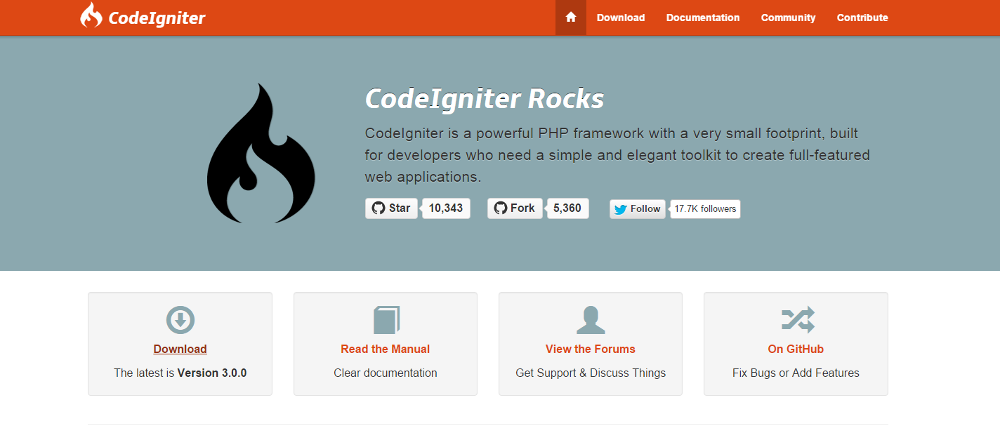 CodeIgniter
Download Documentation Community Contribute
CodeIgniter Rocks
CodeIgniter is a powerful PHP framework with a very small footprint, built
for developers who need a simple and elegant toolkit to create full-featured
web applications.
Star 10,343 Fork 5,360 Follow 17.7K followers
Download
The latest is Version 3.0.0
Read the Manual
Clear documentation
View the Forums
Get Support & Discuss Things
On GitHub
Fix Bugs or Add Features